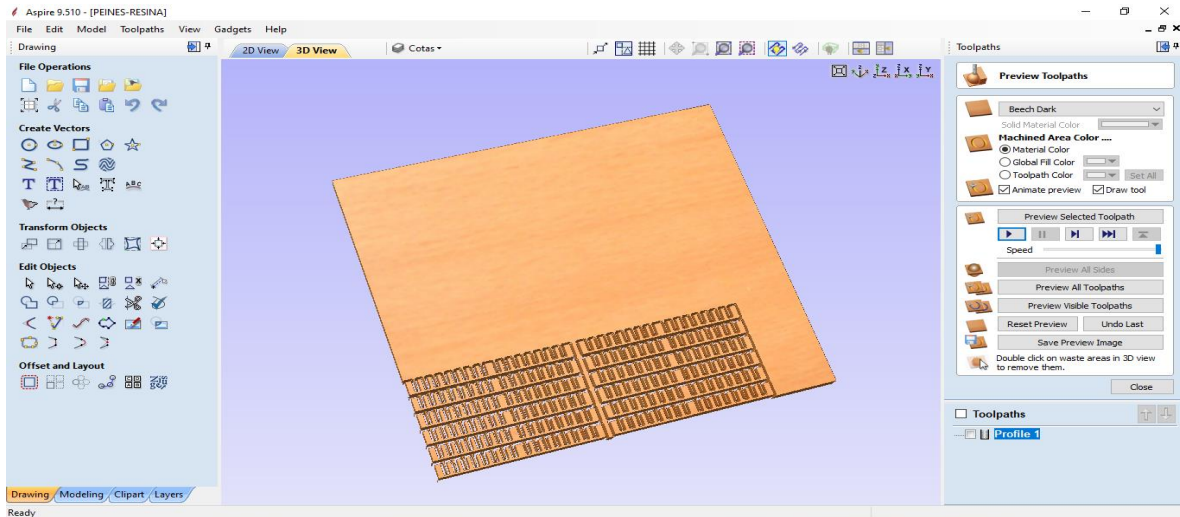 Aspire 9.510 - [PEINES-RESINA]
File Edit Model Toolpaths View Gadgets Help
Drawing
File Operations
Create Vectors
Transform Objects
Edit Objects
Offset and Layout
Drawing Modeling Clipart Layers
Ready
2D View 3D View Cotas
Toolpaths
Preview Toolpaths
Beech Dark
Solid Material Color
Machined Area Color ....
Material Color
Global Fill Color
Toolpath Color Set All
Animate preview Draw tool
Preview Selected Toolpath
Speed
Preview All Sides
Preview All Toolpaths
Preview Visible Toolpaths
Reset Preview Undo Last
Save Preview Image
Double click on waste areas in 3D view
to remove them.
Close
Toolpaths
Profile 1